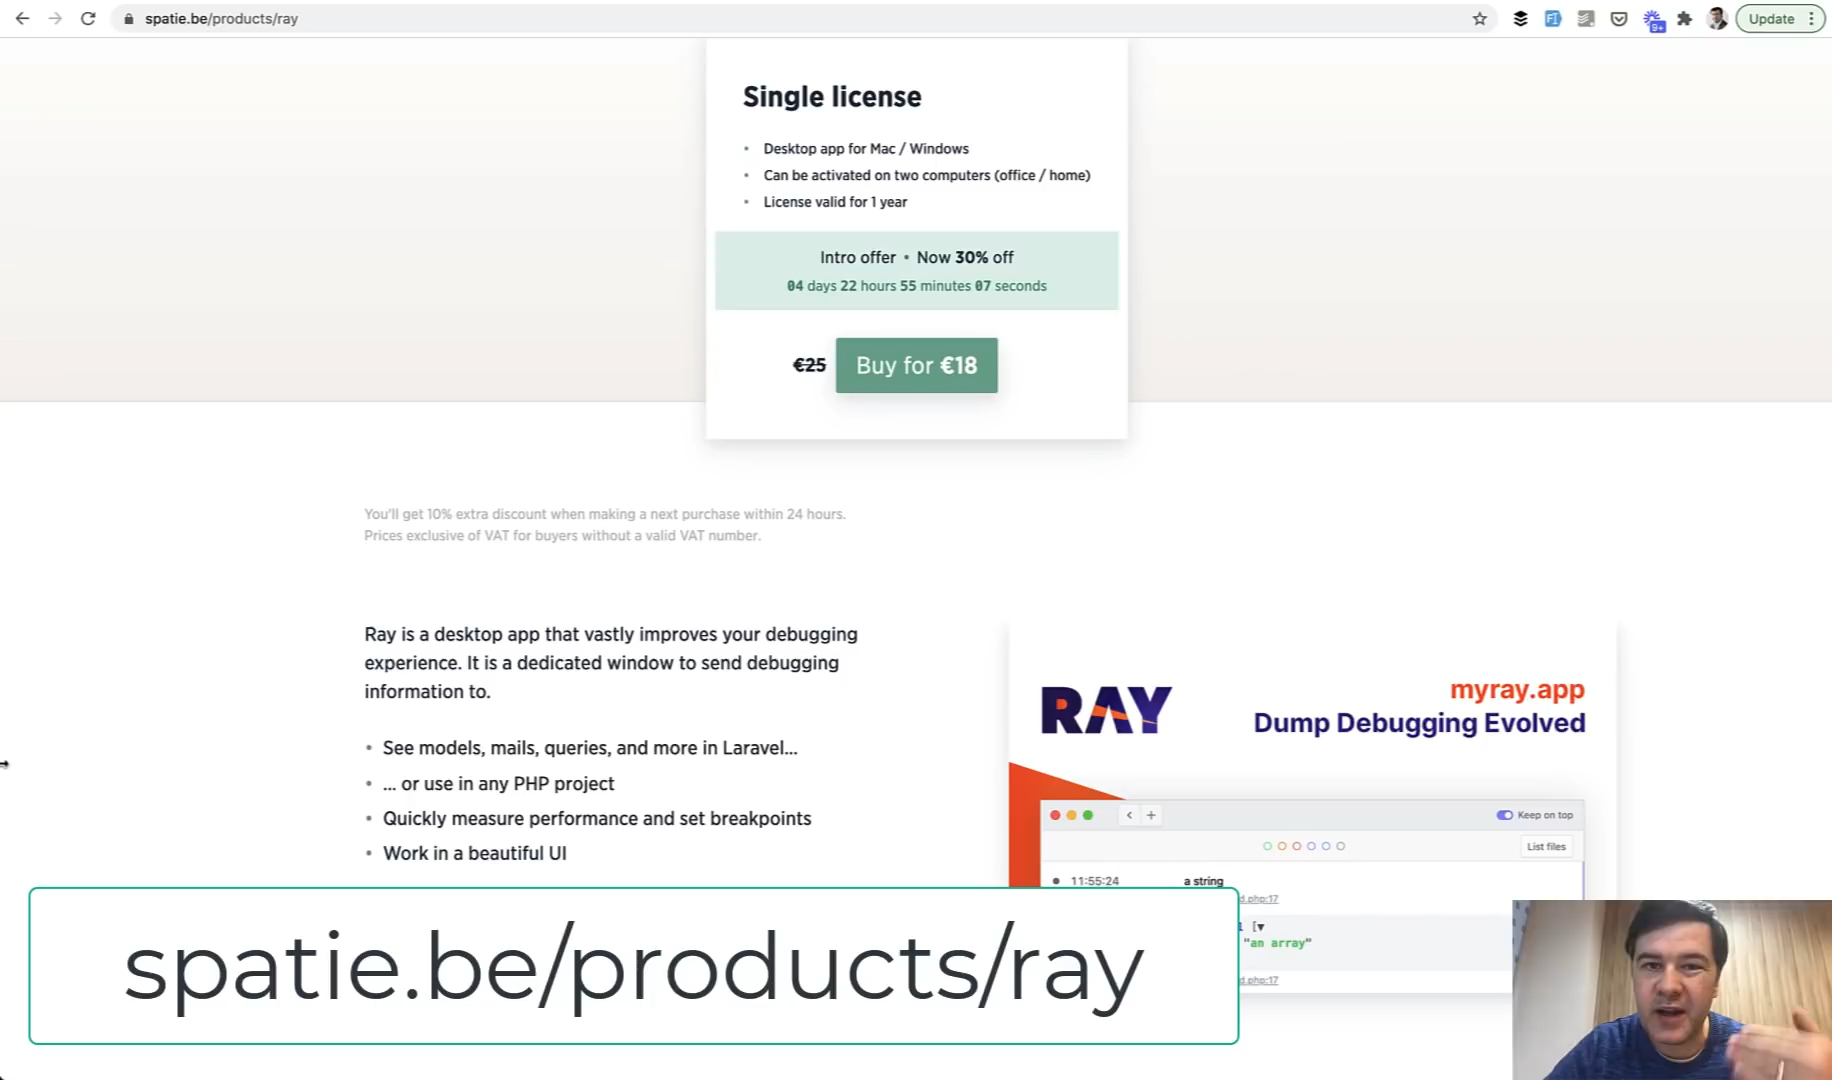 spatie.be/products/ray
Update
9+
Single license
• Desktop app for Mac / Windows
• Can be activated on two computers (office / home)
• License valid for 1 year
Intro offer • Now 30% off
04 days 22 hours 55 minutes 07 seconds
€25 Buy for €18
You'll get 10% extra discount when making a next purchase within 24 hours.
Prices exclusive of VAT for buyers without a valid VAT number.
Ray is a desktop app that vastly improves your debugging
experience. It is a dedicated window to send debugging
information to.
• See models, mails, queries, and more in Laravel...
• ... or use in any PHP project
• Quickly measure performance and set breakpoints
• Work in a beautiful UI
RAY
myray.app
Dump Debugging Evolved
Keep on top
List files
11:55:24 a string
d.php:17
[▼
"an array"
d.php:17
spatie.be/products/ray